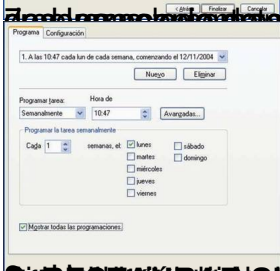 < Atrás Finalizar Cancelar
Programa Configuración
1. A las 10:47 cada lun de cada semana, comenzando el 12/11/2004
Nuevo Eliminar
Programar tarea: Hora de
Semanalmente 10:47 Avanzadas...
Programar la tarea semanalmente
Cada 1 semanas, el: lunes sábado
martes domingo
miércoles
jueves
viernes
Mostrar todas las programaciones.